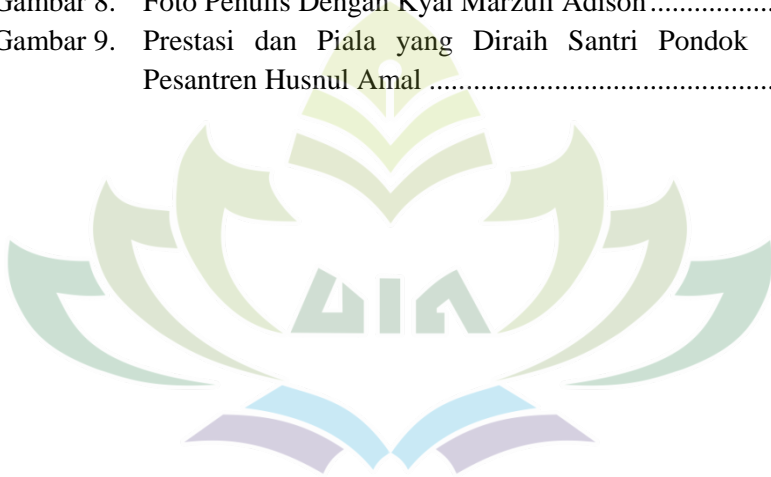 Gambar 8. Foto Penulis Dengan Kyai Marzuli Adison....................
Gambar 9. Prestasi dan Piala yang Diraih Santri Pondok
Pesantren Husnul Amal ............................................